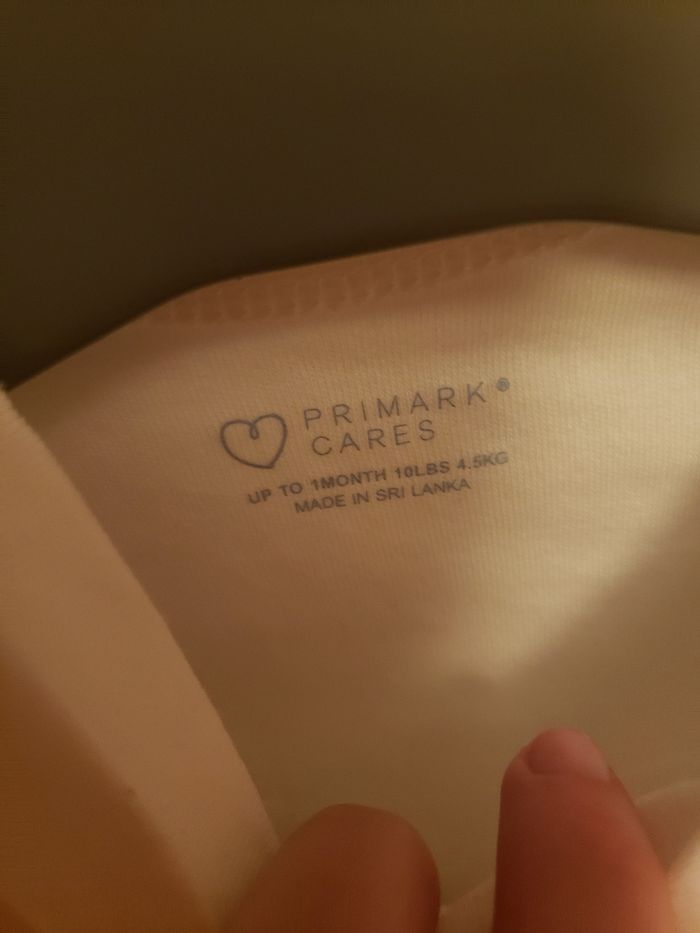 PRIMARK®
CARES
UP TO 1MONTH 10LBS 4.5KG
MADE IN SRI LANKA